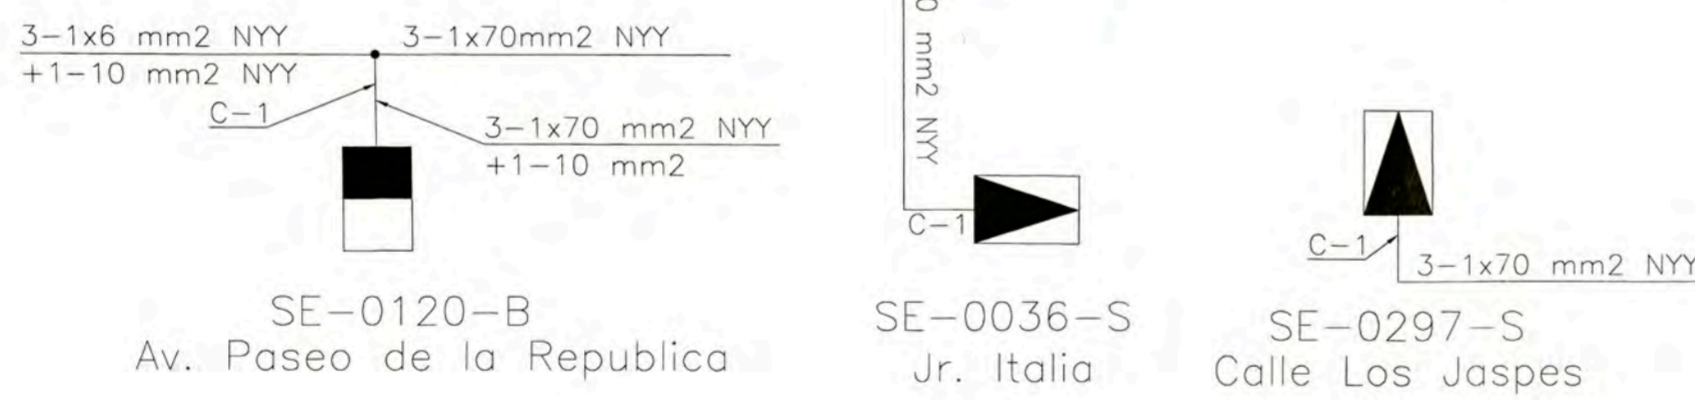 3-1x6 mm2 NYY
+1-10 mm2 NYY
3-1x70mm2 NYY
C-1
3-1x70 mm2 NYY
+1-10 mm2
SE-0120-B
Av. Paseo de la Republica
mm2 NYY
C-1
SE-0036-S
Jr. Italia
C-1
3-1x70 mm2 NYY
SE-0297-S
Calle Los Jaspes